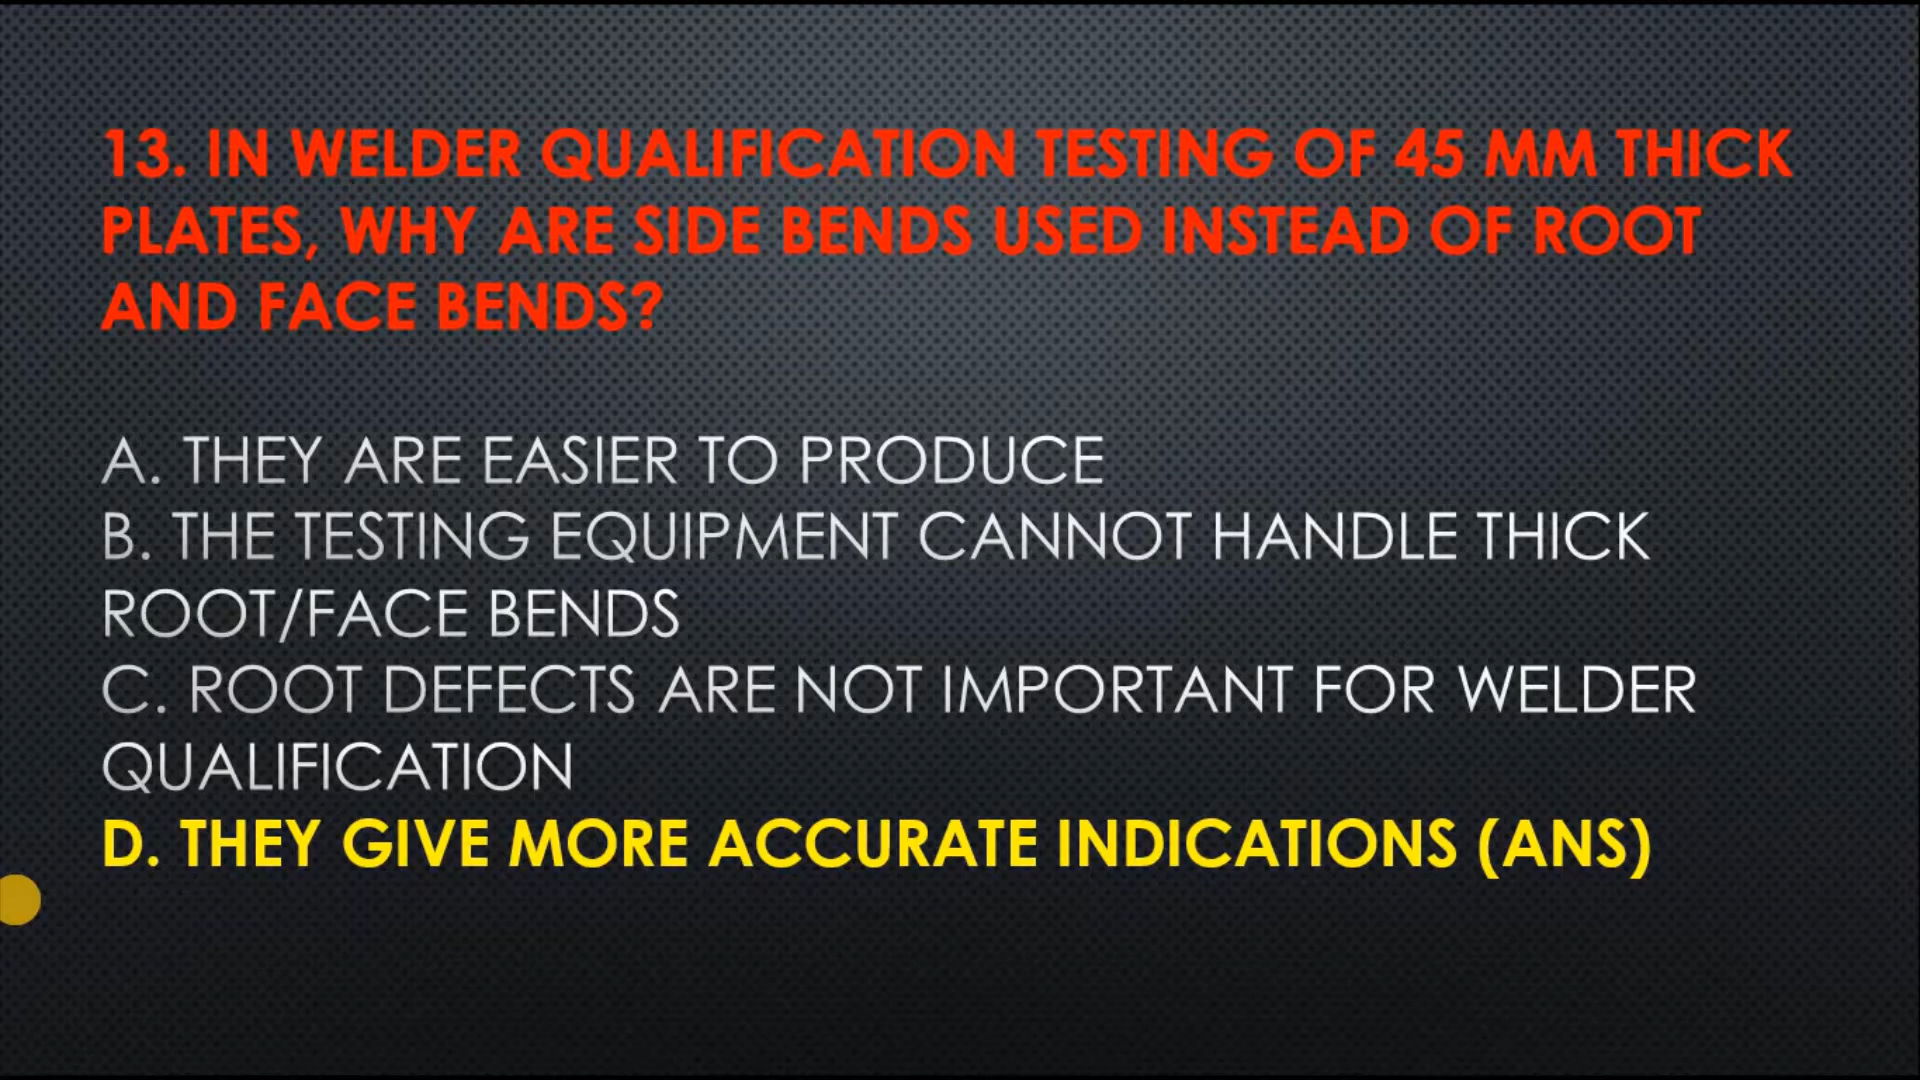 13. IN WELDER QUALIFICATION TESTING OF 45 MM THICK
PLATES, WHY ARE SIDE BENDS USED INSTEAD OF ROOT
AND FACE BENDS?
A. THEY ARE EASIER TO PRODUCE
B. THE TESTING EQUIPMENT CANNOT HANDLE THICK
ROOT/FACE BENDS
C. ROOT DEFECTS ARE NOT IMPORTANT FOR WELDER
QUALIFICATION
D. THEY GIVE MORE ACCURATE INDICATIONS (ANS)